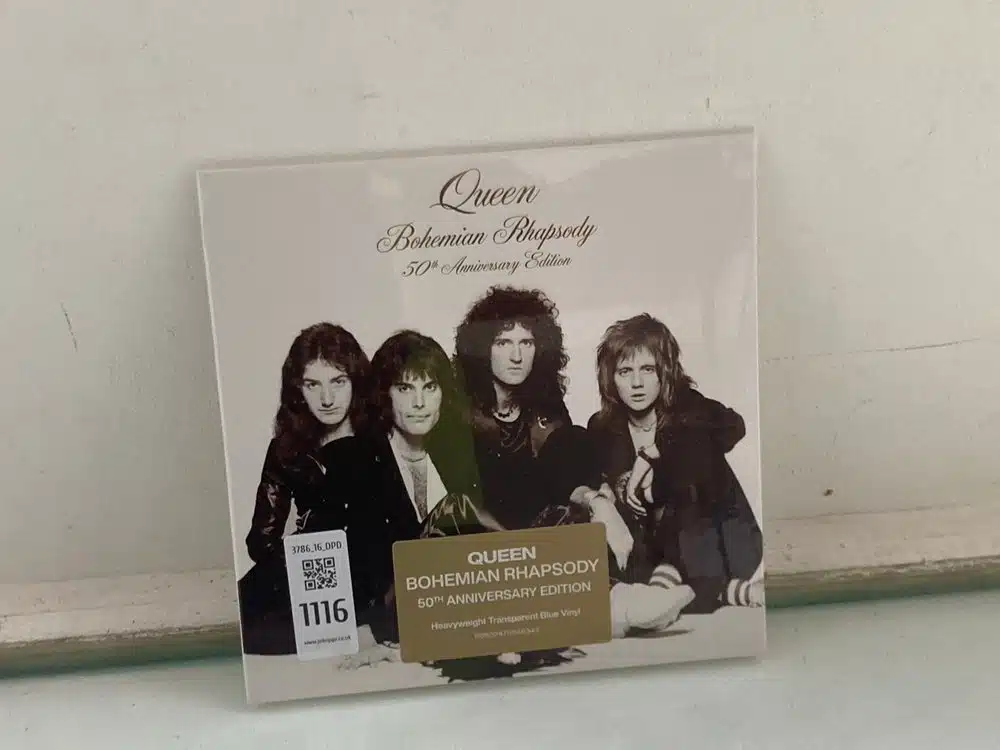 Queen
Bohemian Rhapsody
50th Anniversary Edition
3786_16_DPD
1116
QUEEN
BOHEMIAN RHAPSODY
50TH ANNIVERSARY EDITION
Heavyweight Transparent Blue Vinyl